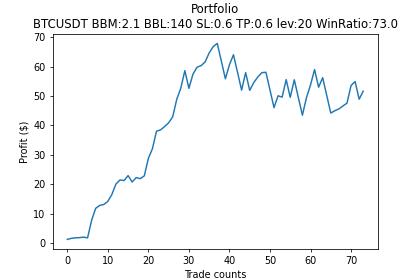 Portfolio
BTCUSDT BBM:2.1 BBL:140 SL:0.6 TP:0.6 lev:20 WinRatio:73.0
70
60
50
40
30
20
10
0
Profit ($)
0 10 20 30 40 50 60 70
Trade counts